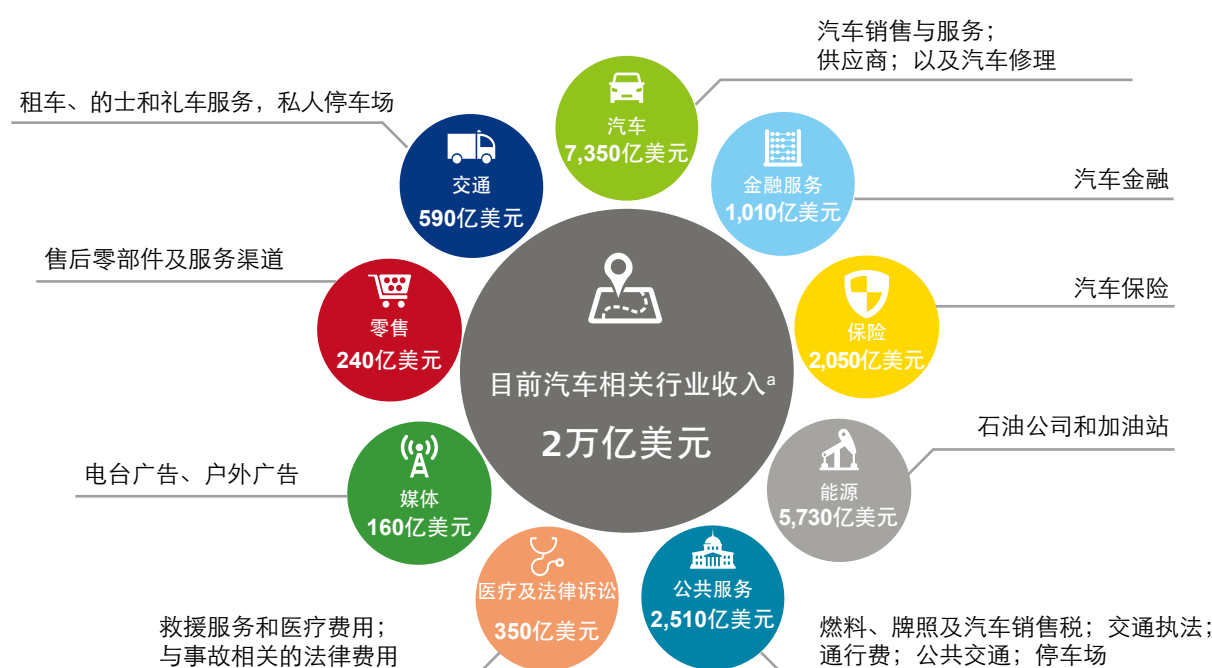 汽车销售与服务；
供应商；以及汽车修理
租车、的士和礼车服务，私人停车场
汽车
7,350亿美元
交通
590亿美元
金融服务
1,010亿美元
汽车金融
售后零部件及服务渠道
零售
240亿美元
保险
2,050亿美元
汽车保险
目前汽车相关行业收入a
2万亿美元
石油公司和加油站
能源
5,730亿美元
电台广告、户外广告
媒体
160亿美元
医疗及法律诉讼
350亿美元
公共服务
2,510亿美元
救援服务和医疗费用；
与事故相关的法律费用
燃料、牌照及汽车销售税；交通执法；
通行费；公共交通；停车场